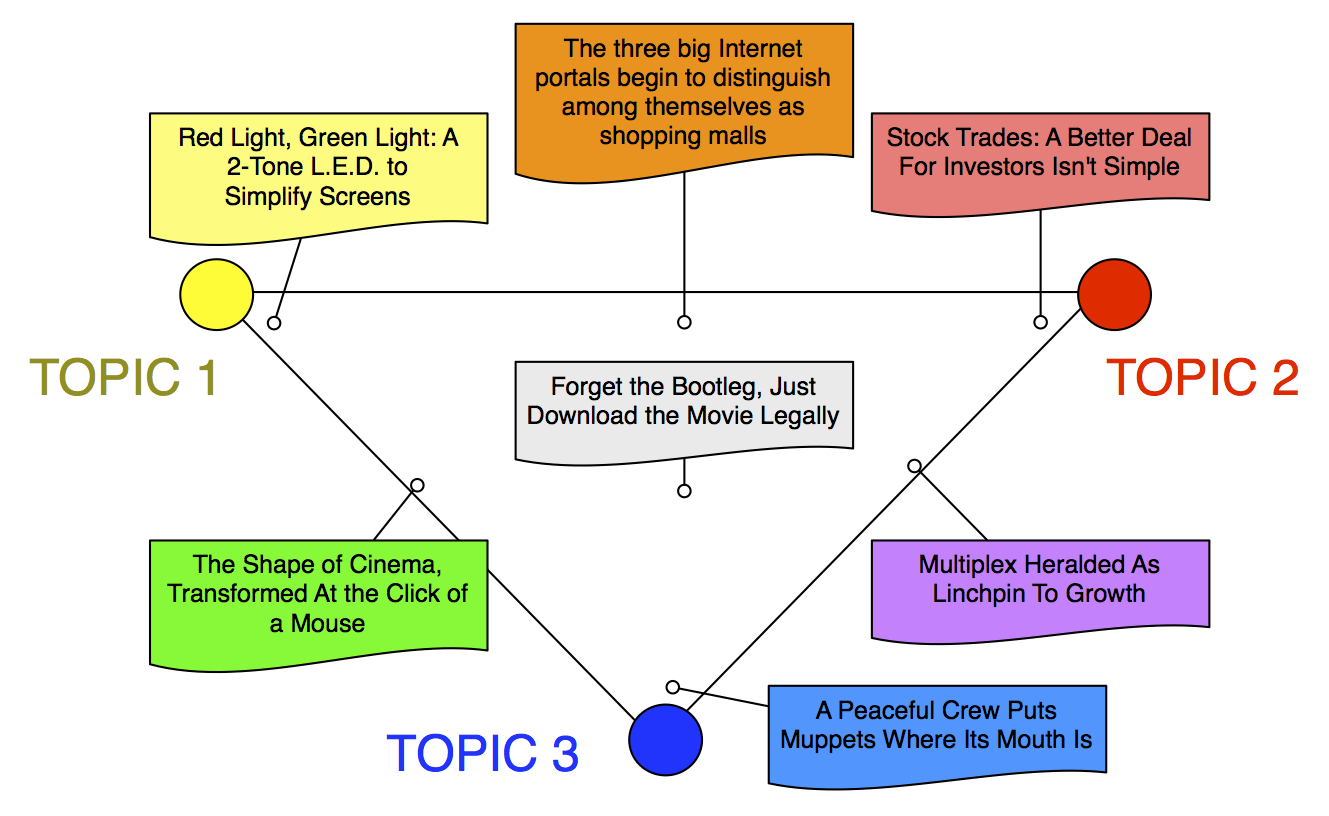 The three big Internet
portals begin to distinguish
among themselves as
shopping malls
Red Light, Green Light: A
2-Tone L.E.D. to
Simplify Screens
Stock Trades: A Better Deal
For Investors Isn't Simple
TOPIC 1
TOPIC 2
Forget the Bootleg, Just
Download the Movie Legally
The Shape of Cinema,
Transformed At the Click of
a Mouse
Multiplex Heralded As
Linchpin To Growth
TOPIC 3
A Peaceful Crew Puts
Muppets Where Its Mouth Is